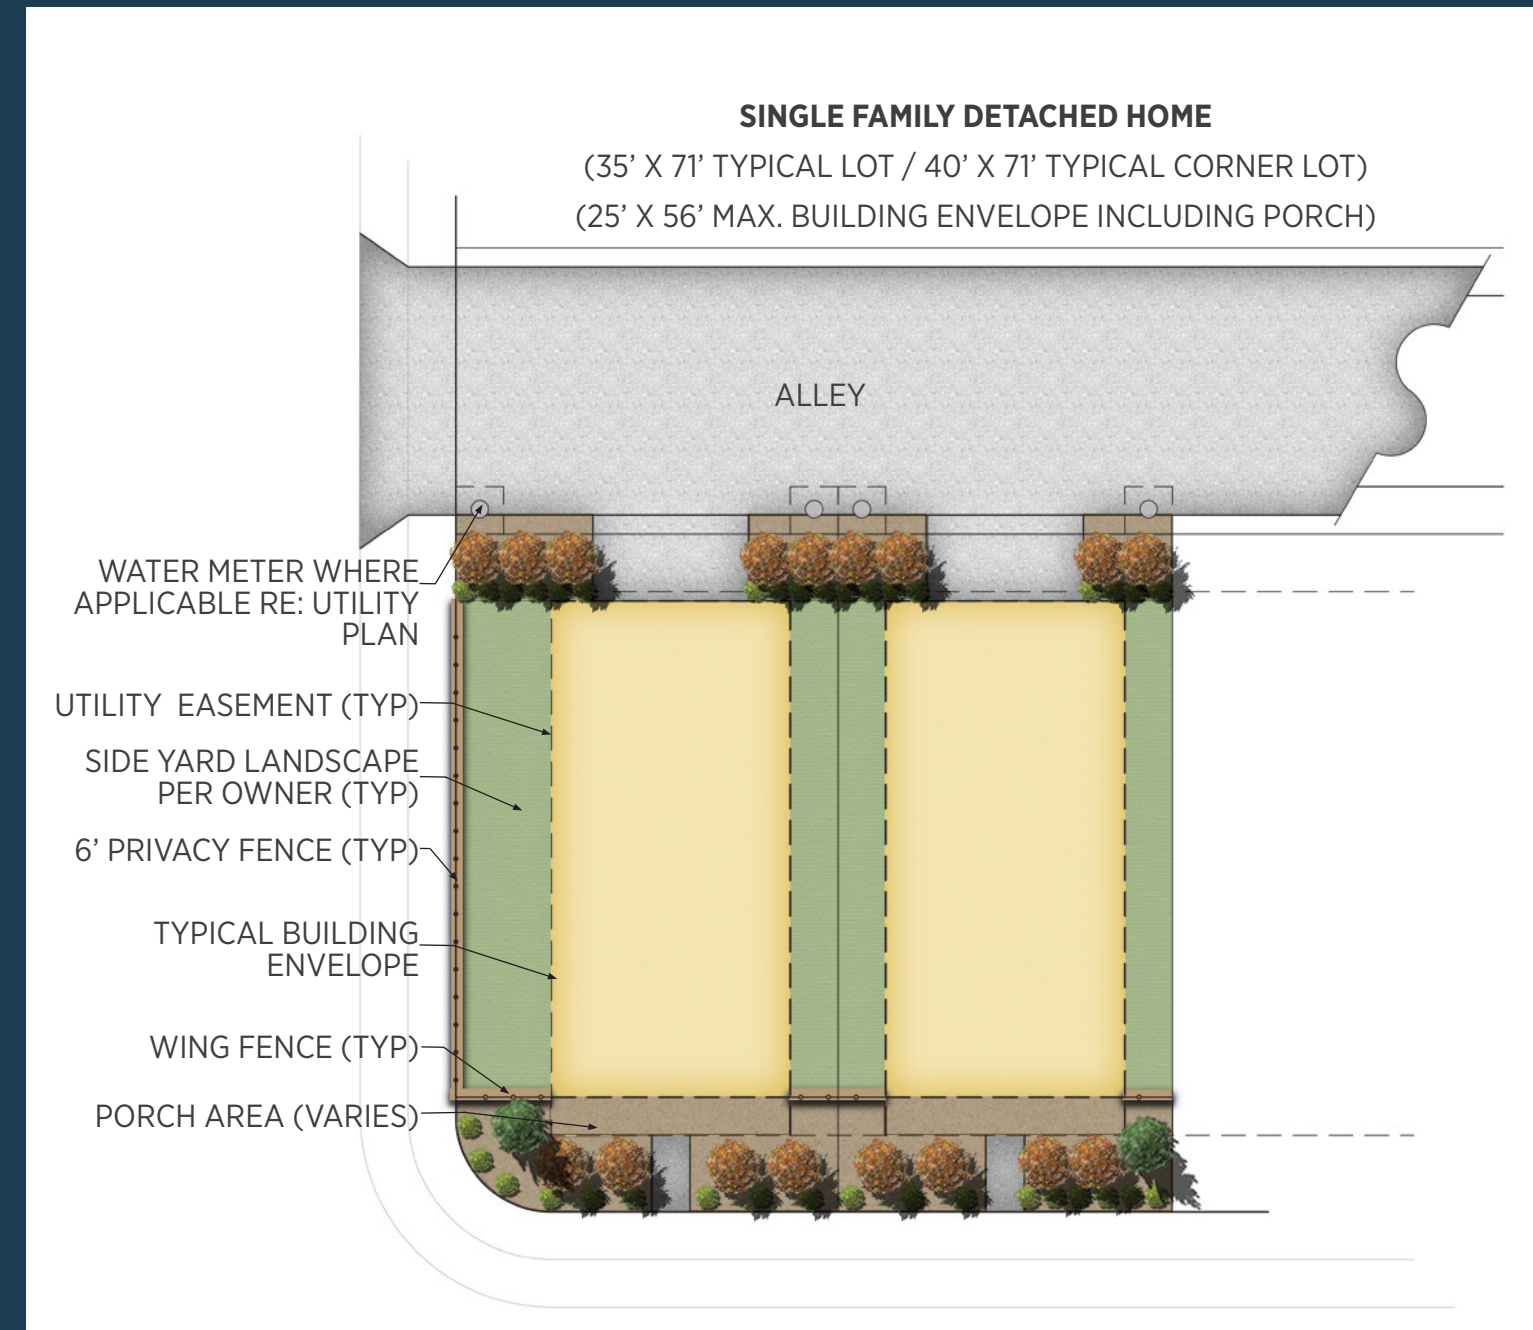 SINGLE FAMILY DETACHED HOME
(35’ X 71’ TYPICAL LOT / 40’ X 71’ TYPICAL CORNER LOT)
(25’ X 56’ MAX. BUILDING ENVELOPE INCLUDING PORCH)
ALLEY
WATER METER WHERE
APPLICABLE RE: UTILITY
PLAN
UTILITY EASEMENT (TYP)
SIDE YARD LANDSCAPE
PER OWNER (TYP)
6’ PRIVACY FENCE (TYP)
TYPICAL BUILDING
ENVELOPE
WING FENCE (TYP)
PORCH AREA (VARIES)